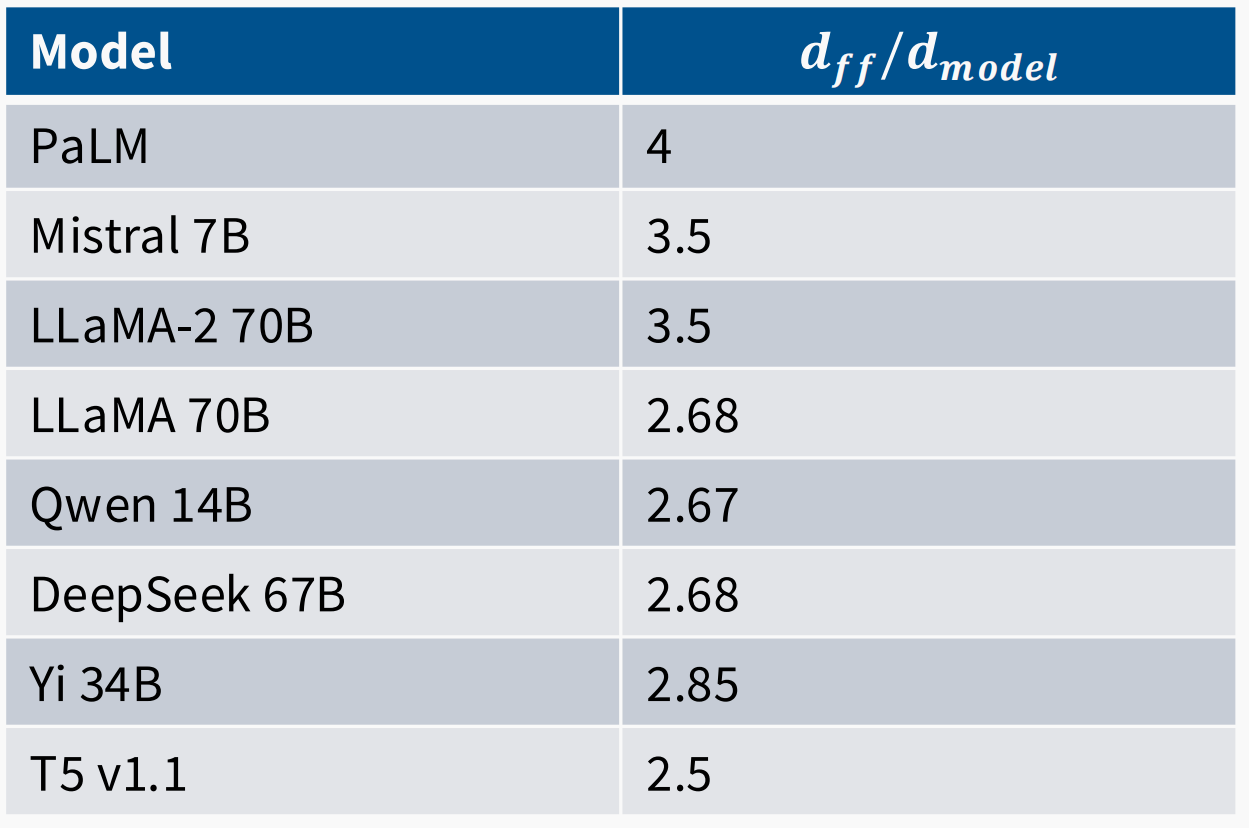 Model d_ff/d_model
PaLM 4
Mistral 7B 3.5
LLaMA-2 70B 3.5
LLaMA 70B 2.68
Qwen 14B 2.67
DeepSeek 67B 2.68
Yi 34B 2.85
T5 v1.1 2.5